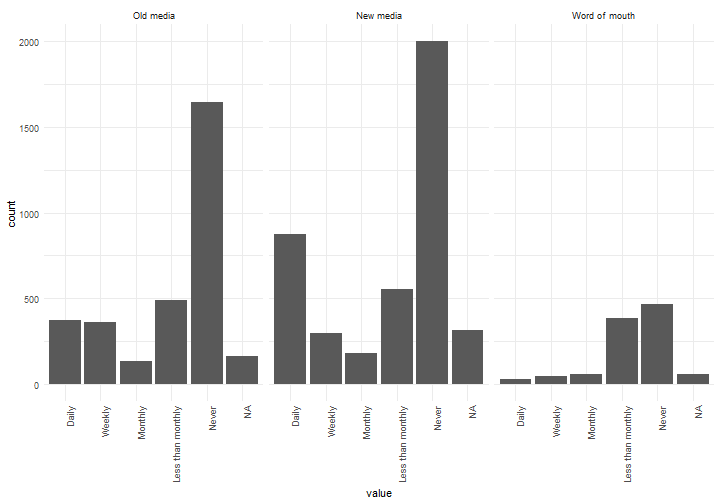 Old media
New media
Word of mouth
count
2000
1500
1000
500
0
Daily
Weekly
Monthly
Less than monthly
Never
NA
Daily
Weekly
Monthly
Less than monthly
Never
NA
Daily
Weekly
Monthly
Less than monthly
Never
NA
value